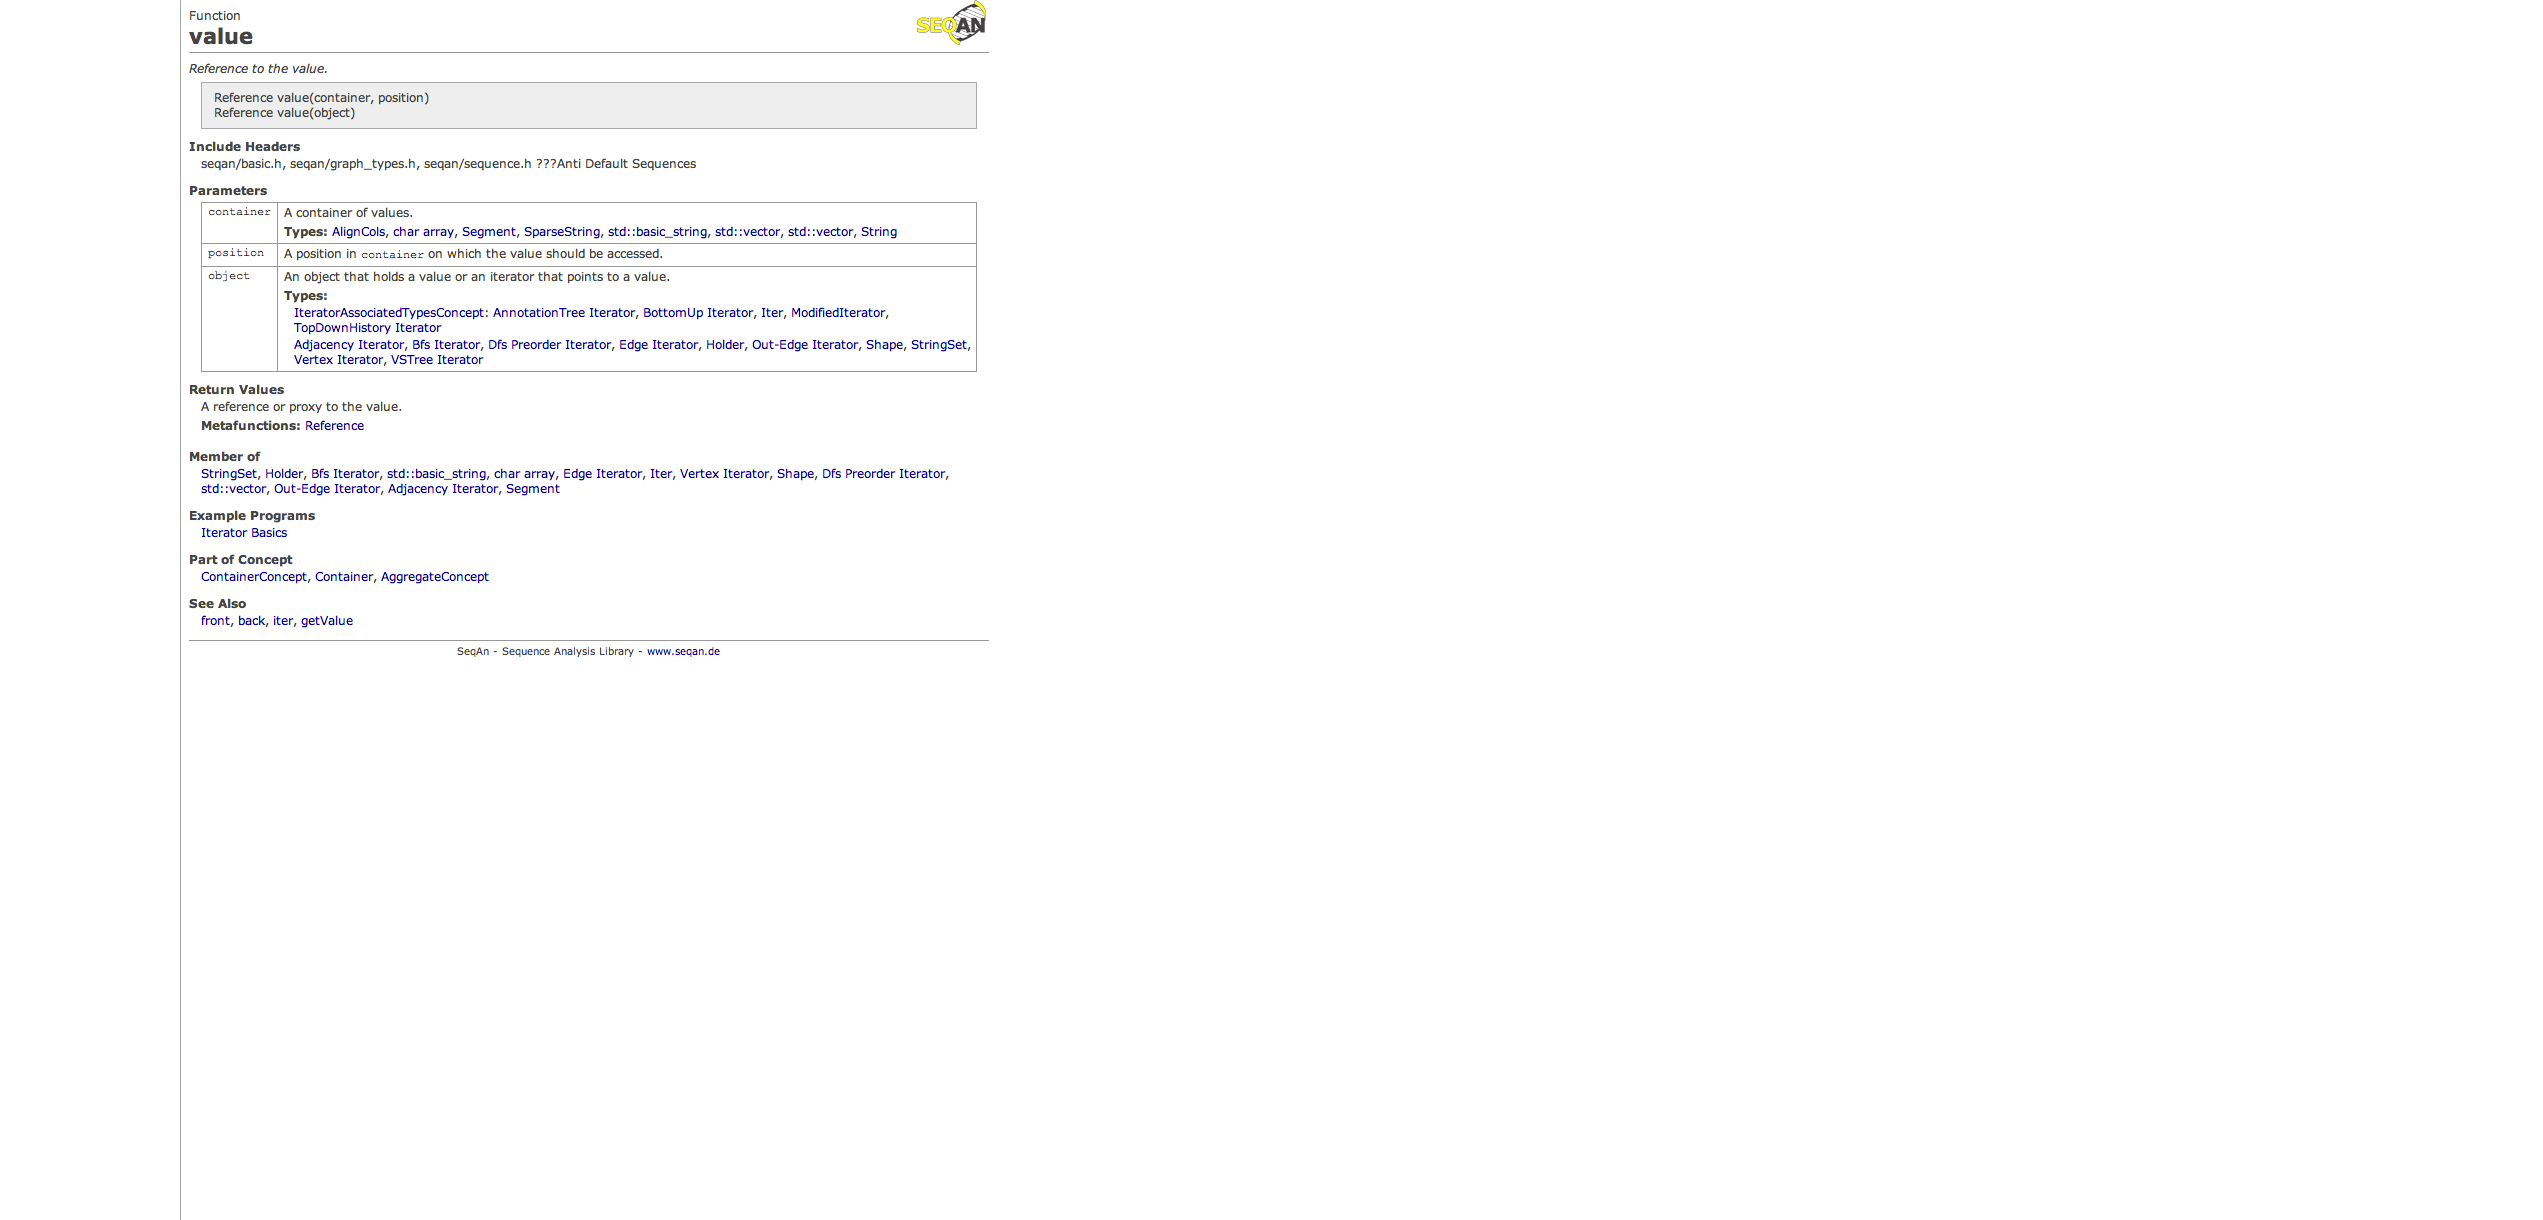 Function
SEQAN
value
Reference to the value.
Reference value(container, position)
Reference value(object)
Include Headers
seqan/basic.h, seqan/graph_types.h, seqan/sequence.h ???Anti Default Sequences
Parameters
container A container of values.
Types: AlignCols, char array, Segment, SparseString, std::basic_string, std::vector, std::vector, String
position A position in container on which the value should be accessed.
object An object that holds a value or an iterator that points to a value.
Types:
IteratorAssociatedTypesConcept: AnnotationTree Iterator, BottomUp Iterator, Iter, ModifiedIterator,
TopDownHistory Iterator
Adjacency Iterator, Bfs Iterator, Dfs Preorder Iterator, Edge Iterator, Holder, Out-Edge Iterator, Shape, StringSet,
Vertex Iterator, VSTree Iterator
Return Values
A reference or proxy to the value.
Metafunctions: Reference
Member of
StringSet, Holder, Bfs Iterator, std::basic_string, char array, Edge Iterator, Iter, Vertex Iterator, Shape, Dfs Preorder Iterator,
std::vector, Out-Edge Iterator, Adjacency Iterator, Segment
Example Programs
Iterator Basics
Part of Concept
ContainerConcept, Container, AggregateConcept
See Also
front, back, iter, getValue
SeqAn - Sequence Analysis Library - www.seqan.de